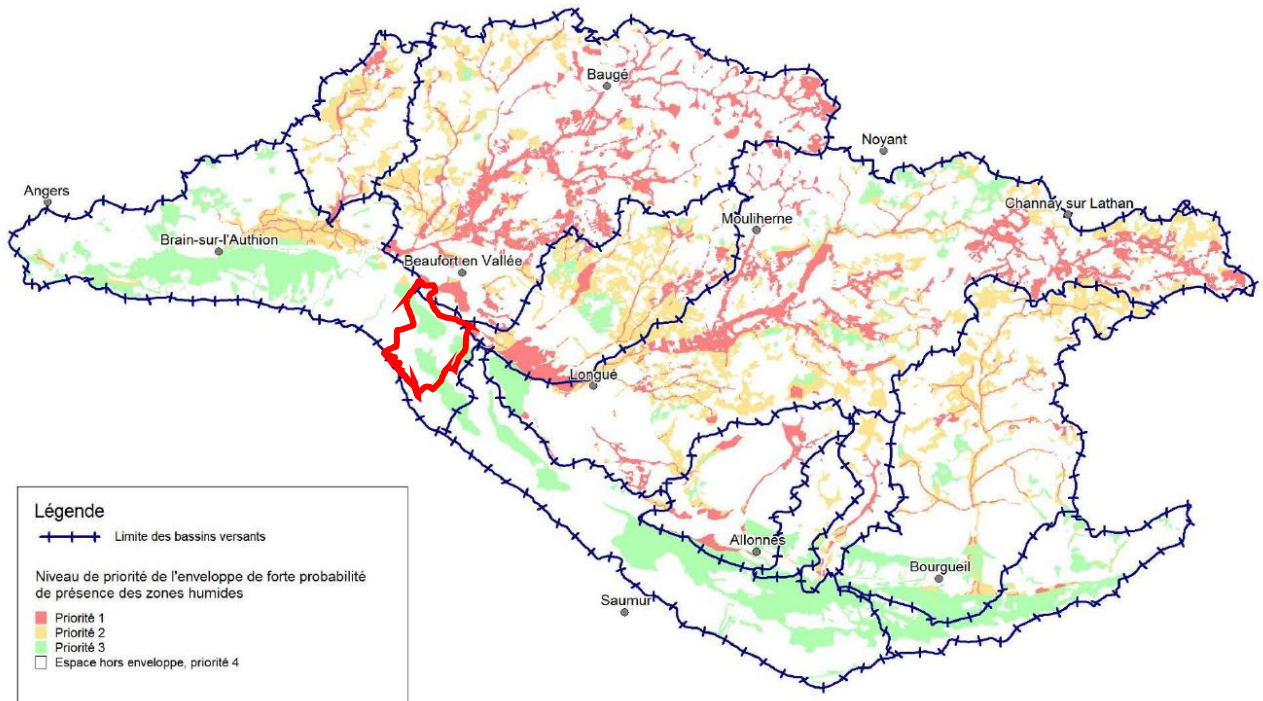 Baugé
Noyant
Angers
Channay sur Lathan
Mouliherne
Brain-sur-l'Authion
Beaufort en Vallée
Longué
Allonnes
Bourgueil
Saumur
Légende
Limite des bassins versants
Niveau de priorité de l'enveloppe de forte probabilité
de présence des zones humides
Priorité 1
Priorité 2
Priorité 3
Espace hors enveloppe, priorité 4